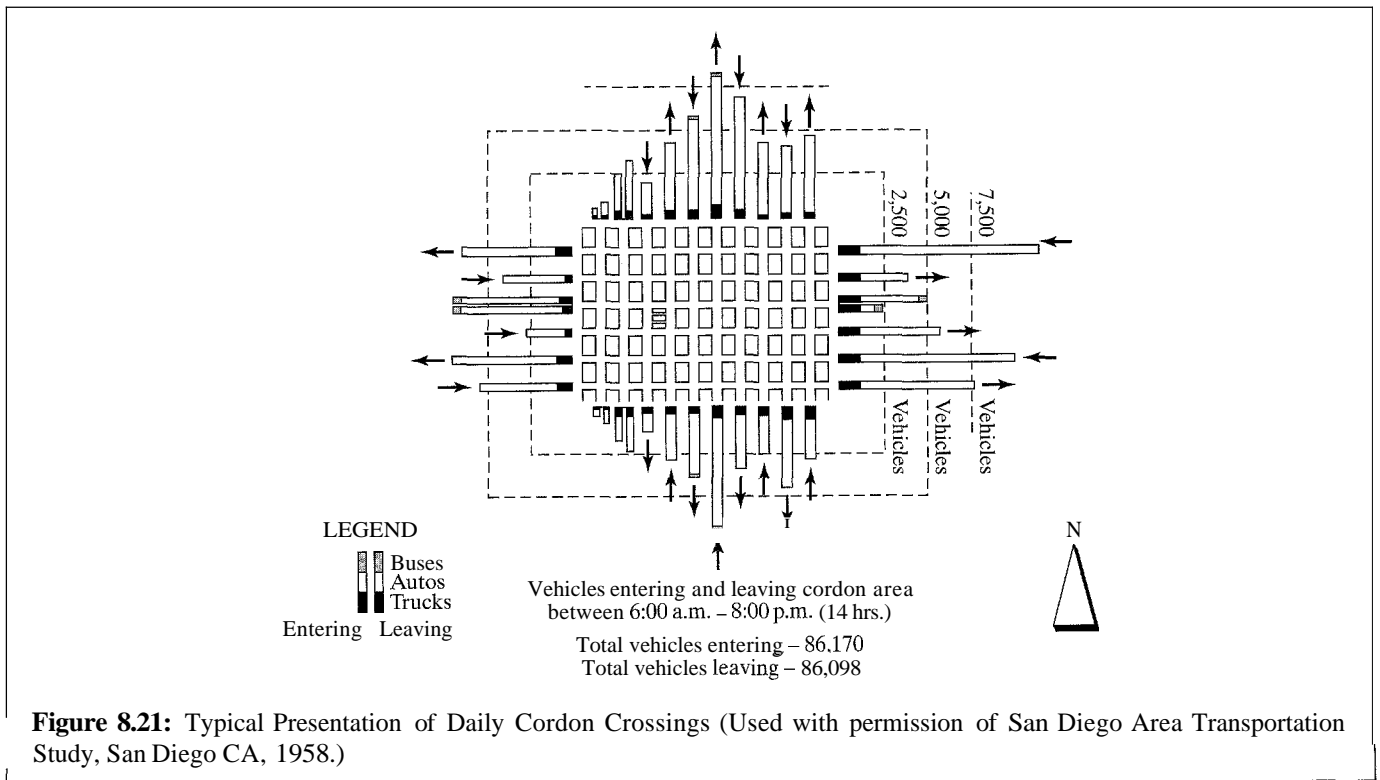 2,500
5,000
7,500
Vehicles
Vehicles
Vehicles
LEGEND
Buses
Autos
Trucks
Entering Leaving
Vehicles entering and leaving cordon area
between 6:00 a.m. – 8:00 p.m. (14 hrs.)
Total vehicles entering – 86,170
Total vehicles leaving – 86,098
N
Figure 8.21: Typical Presentation of Daily Cordon Crossings (Used with permission of San Diego Area Transportation
Study, San Diego CA, 1958.)